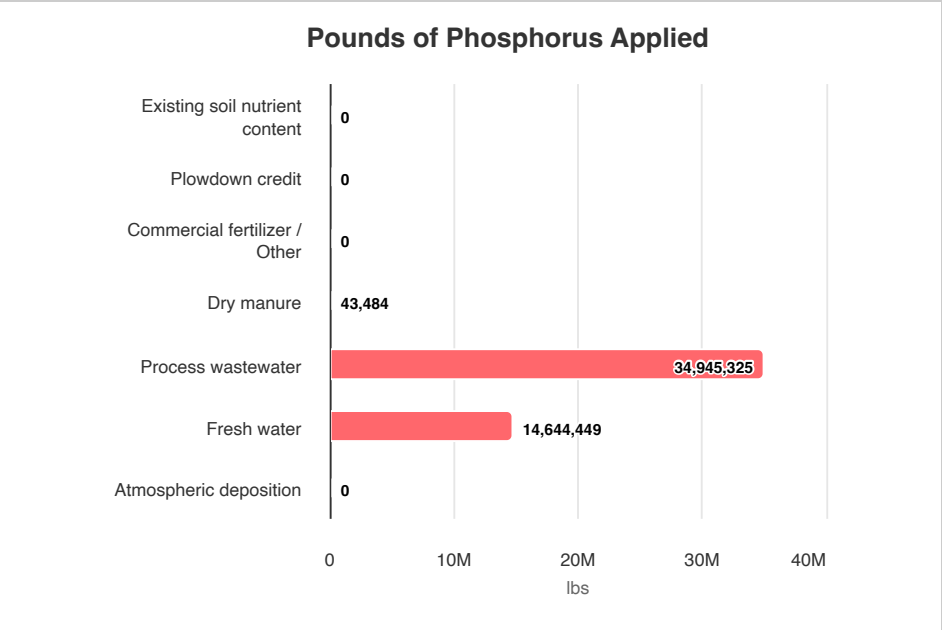 Pounds of Phosphorus Applied
Existing soil nutrient
content
0
Plowdown credit
0
Commercial fertilizer /
Other
0
Dry manure
43,484
Process wastewater
34,945,325
Fresh water
14,644,449
Atmospheric deposition
0
0
10M
20M
30M
40M
lbs